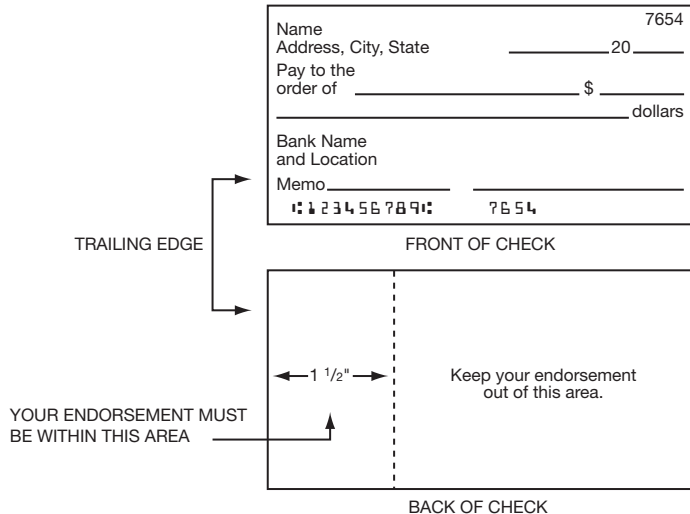 7654
Name
Address, City, State 20
Pay to the
order of $
dollars
Bank Name
and Location
Memo
⑆123456789⑆ 7654
TRAILING EDGE
FRONT OF CHECK
1 1/2"
Keep your endorsement
out of this area.
YOUR ENDORSEMENT MUST
BE WITHIN THIS AREA
BACK OF CHECK